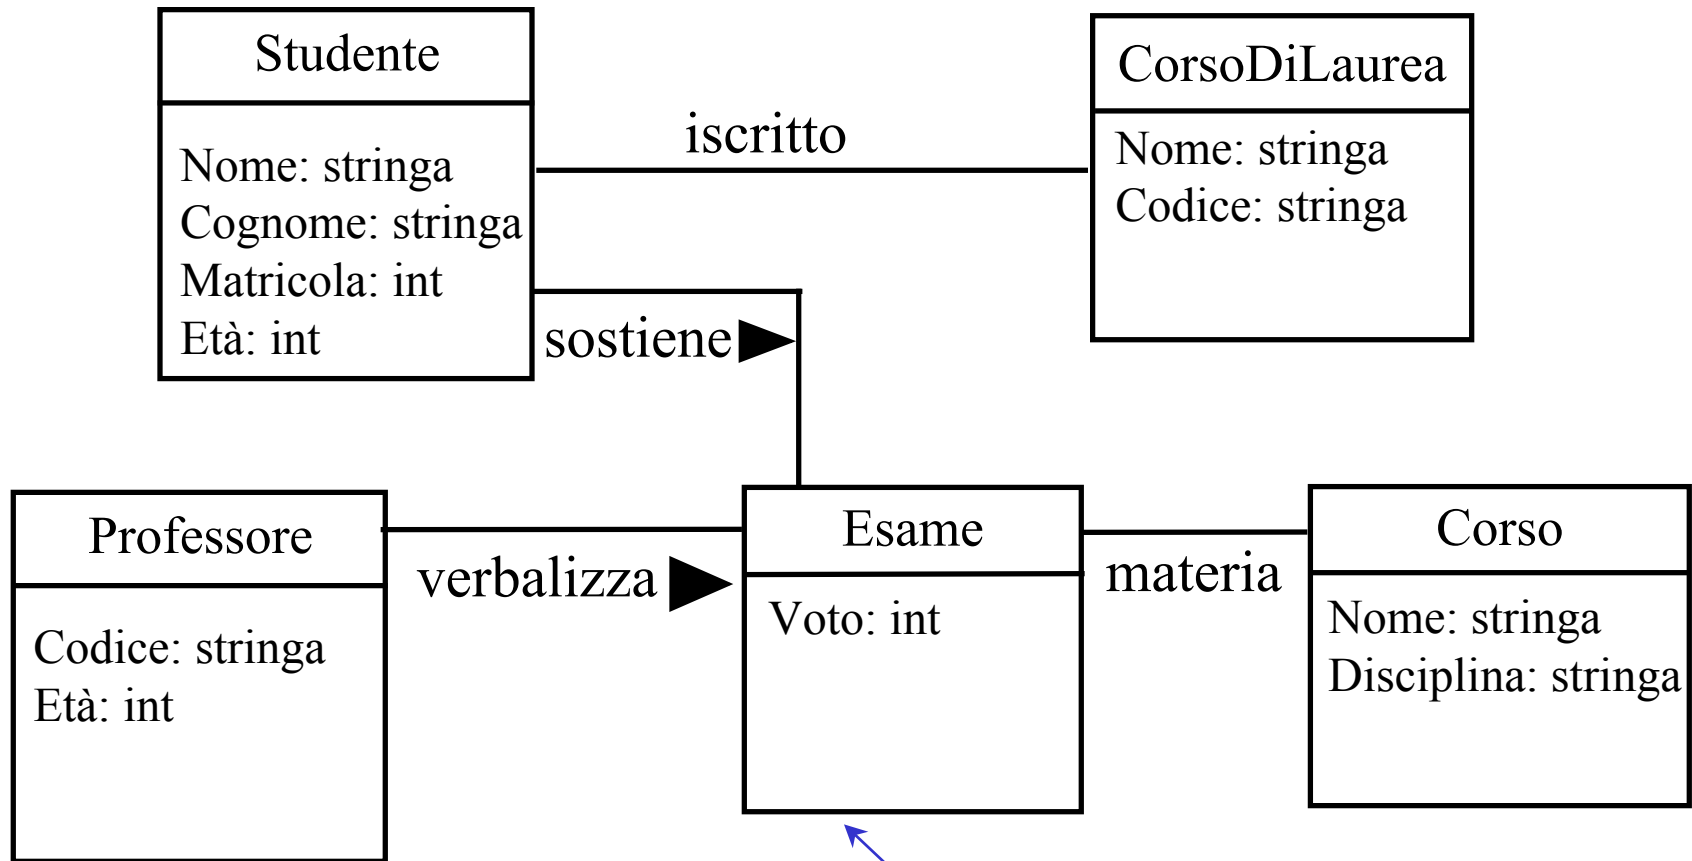 Studente
Nome: stringa
Cognome: stringa
Matricola: int
Età: int
iscritto
CorsoDiLaurea
Nome: stringa
Codice: stringa
sostiene
Professore
Codice: stringa
Età: int
verbalizza
Esame
Voto: int
materia
Corso
Nome: stringa
Disciplina: stringa